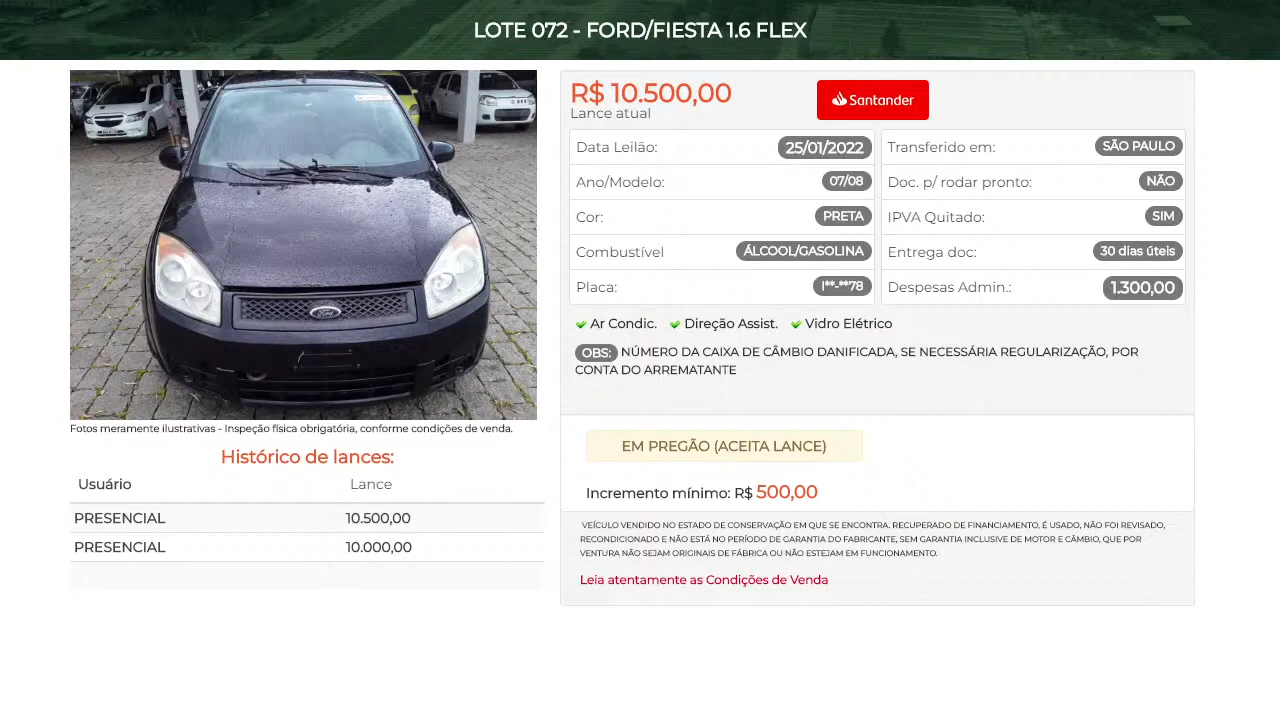 LOTE 072 - FORD/FIESTA 1.6 FLEX
R$ 10.500,00
Lance atual
Santander
Data Leilão: 25/01/2022
Transferido em: SÃO PAULO
Ano/Modelo: 07/08
Doc. p/ rodar pronto: NÃO
Cor: PRETA
IPVA Quitado: SIM
Combustível ÁLCOOL/GASOLINA
Entrega doc: 30 dias úteis
Placa: I**-**78
Despesas Admin.: 1.300,00
Ar Condic. Direção Assist. Vidro Elétrico
OBS: NÚMERO DA CAIXA DE CÂMBIO DANIFICADA, SE NECESSÁRIA REGULARIZAÇÃO, POR
CONTA DO ARREMATANTE
Ford
Fotos meramente ilustrativas - Inspeção física obrigatória, conforme condições de venda.
Histórico de lances:
Usuário Lance
PRESENCIAL 10.500,00
PRESENCIAL 10.000,00
EM PREGÃO (ACEITA LANCE)
Incremento mínimo: R$ 500,00
VEÍCULO VENDIDO NO ESTADO DE CONSERVAÇÃO EM QUE SE ENCONTRA. RECUPERADO DE FINANCIAMENTO, É USADO, NÃO FOI REVISADO,
RECONDICIONADO E NÃO ESTÁ NO PERÍODO DE GARANTIA DO FABRICANTE, SEM GARANTIA INCLUSIVE DE MOTOR E CÂMBIO, QUE POR
VENTURA NÃO SEJAM ORIGINAIS DE FÁBRICA OU NÃO ESTEJAM EM FUNCIONAMENTO.
Leia atentamente as Condições de Venda